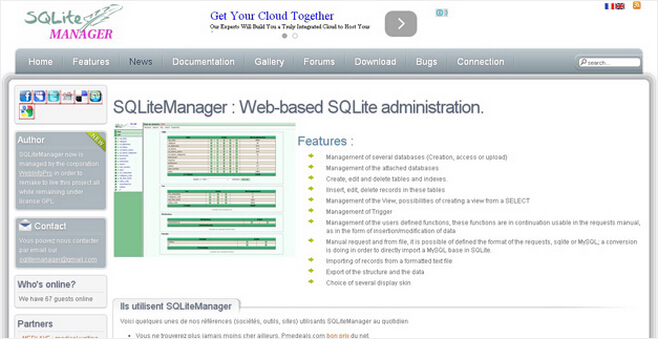 SQLite
MANAGER
Get Your Cloud Together
Our Experts Will Build You a Truly Integrated Cloud to Host Your
Home Features News Documentation Gallery Forums Download Bugs Connection
search...
SQLiteManager : Web-based SQLite administration.
Author
NEW
SQLiteManager now is
managed by the corporation
WebInfoPro in order to
remake to live this project all
while remaining under
license GPL.
Contact
Vous pouvez nous contacter
par email sur
sqlitemanager@gmail.com
Who's online?
We have 67 guests online
Partners
Features :
Management of several databases (Creation, access or upload)
Management of the attached databases
Create, edit and delete tables and indexes.
Iinsert, edit, delete records in these tables
Management of the View, possibilities of creating a view from a SELECT
Management of Trigger
Management of the users defined functions, these functions are in continuation usable in the requests manual,
as in the form of insertion/modification of data
Manual request and from file, it is possible of defined the format of the requests, sqlite or MySQL; a conversion
is doing in order to directly import a MySQL base in SQLite.
Importing of records from a formatted text file
Export of the structure and the data
Choice of several display skin
Ils utilisent SQLiteManager
Voici quelques unes de nos références (sociétés, outils, sites) utilisants SQLiteManager au quotidien
Vous ne trouverez plus jamais moins cher ailleurs. Pmedeals.com bon prix du net.